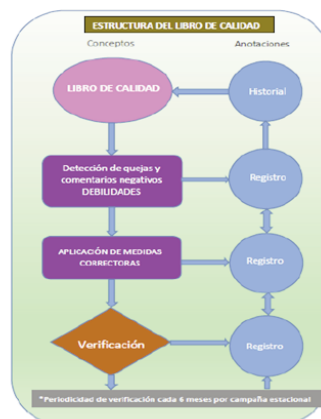 ESTRUCTURA DEL LIBRO DE CALIDAD
Conceptos
Anotaciones
LIBRO DE CALIDAD
Historial
Detección de quejas y
comentarios negativos
DEBILIDADES
Registro
APLICACIÓN DE MEDIDAS
CORRECTORAS
Registro
Verificación
Registro
*Periodicidad de verificación cada 6 meses por campaña estacional